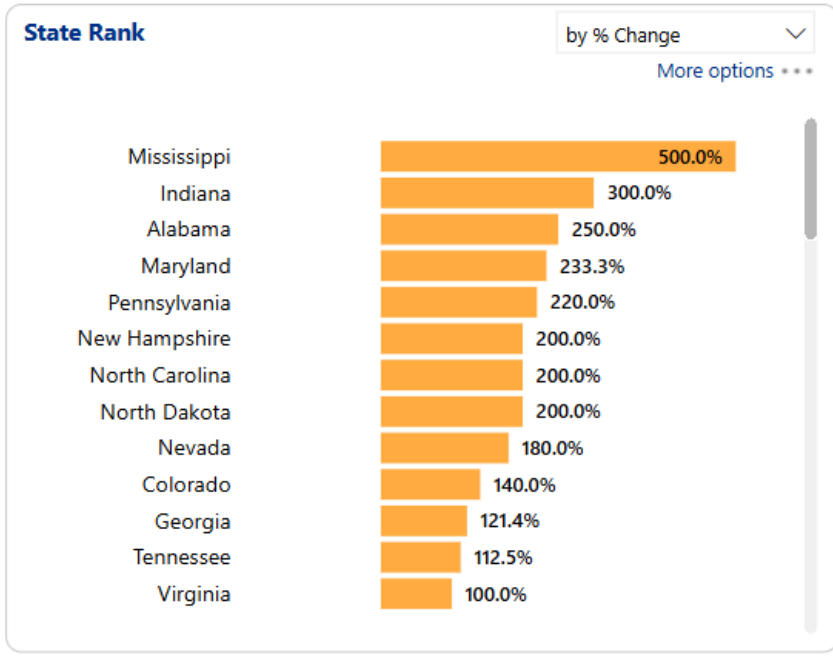 State Rank
by % Change
More options
Mississippi 500.0%
Indiana 300.0%
Alabama 250.0%
Maryland 233.3%
Pennsylvania 220.0%
New Hampshire 200.0%
North Carolina 200.0%
North Dakota 200.0%
Nevada 180.0%
Colorado 140.0%
Georgia 121.4%
Tennessee 112.5%
Virginia 100.0%